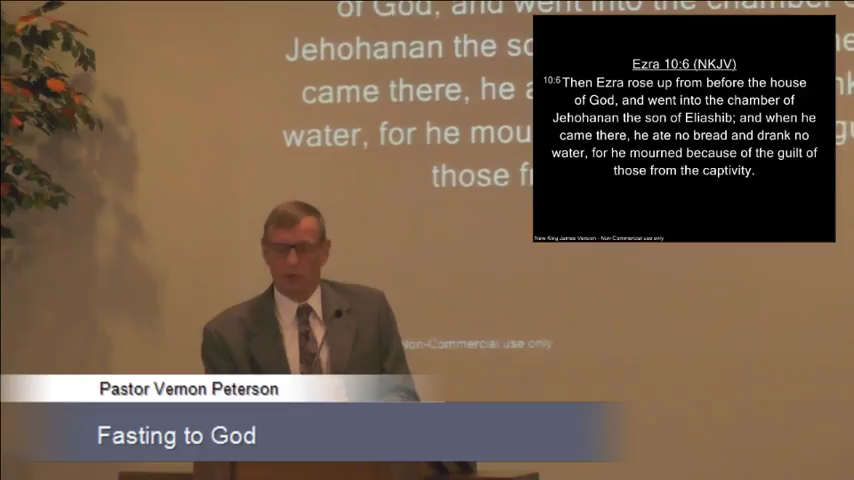 of God, and went into the chamber
Jehohanan the so
came there, he a
water, for he mou
those fr
Non-Commercial use only
Ezra 10:6 (NKJV)
10:6 Then Ezra rose up from before the house
of God, and went into the chamber of
Jehohanan the son of Eliashib; and when he
came there, he ate no bread and drank no
water, for he mourned because of the guilt of
those from the captivity.
New King James Version - Non-Commercial use only
Pastor Vernon Peterson
Fasting to God